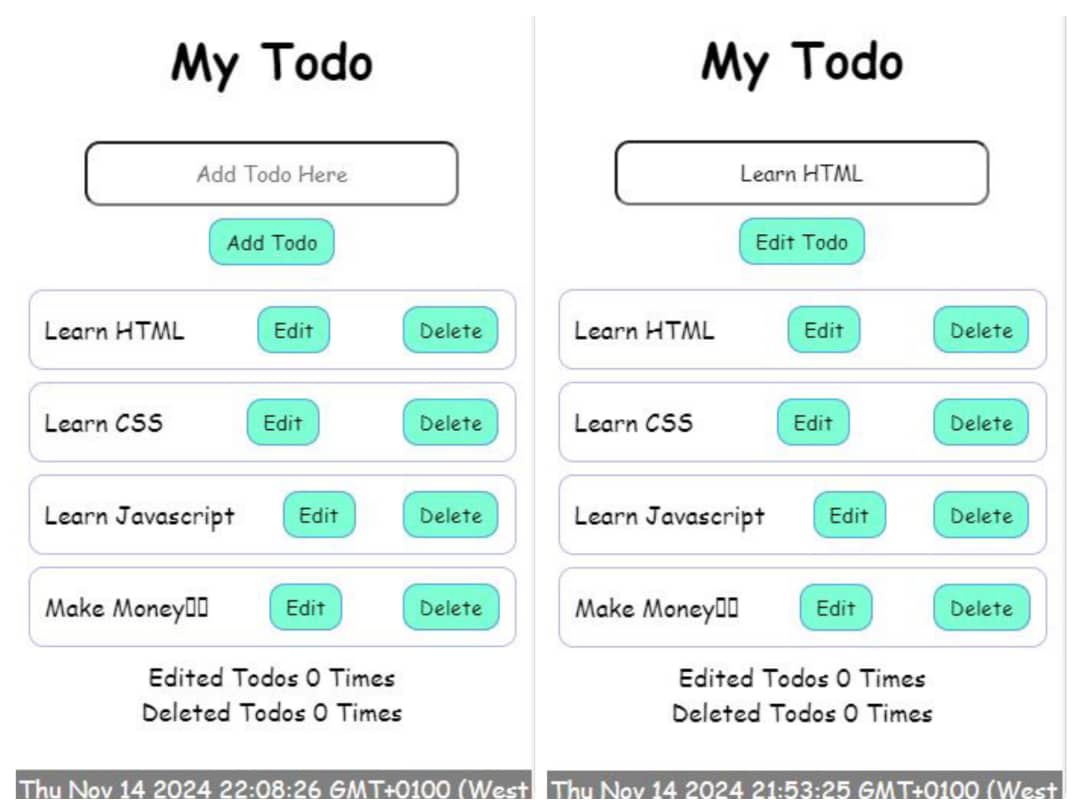 My Todo
Add Todo Here
Add Todo
Learn HTML Edit Delete
Learn CSS Edit Delete
Learn Javascript Edit Delete
Make Money▯▯ Edit Delete
Edited Todos 0 Times
Deleted Todos 0 Times
Thu Nov 14 2024 22:08:26 GMT+0100 (West
My Todo
Learn HTML
Edit Todo
Learn HTML Edit Delete
Learn CSS Edit Delete
Learn Javascript Edit Delete
Make Money▯▯ Edit Delete
Edited Todos 0 Times
Deleted Todos 0 Times
Thu Nov 14 2024 21:53:25 GMT+0100 (West